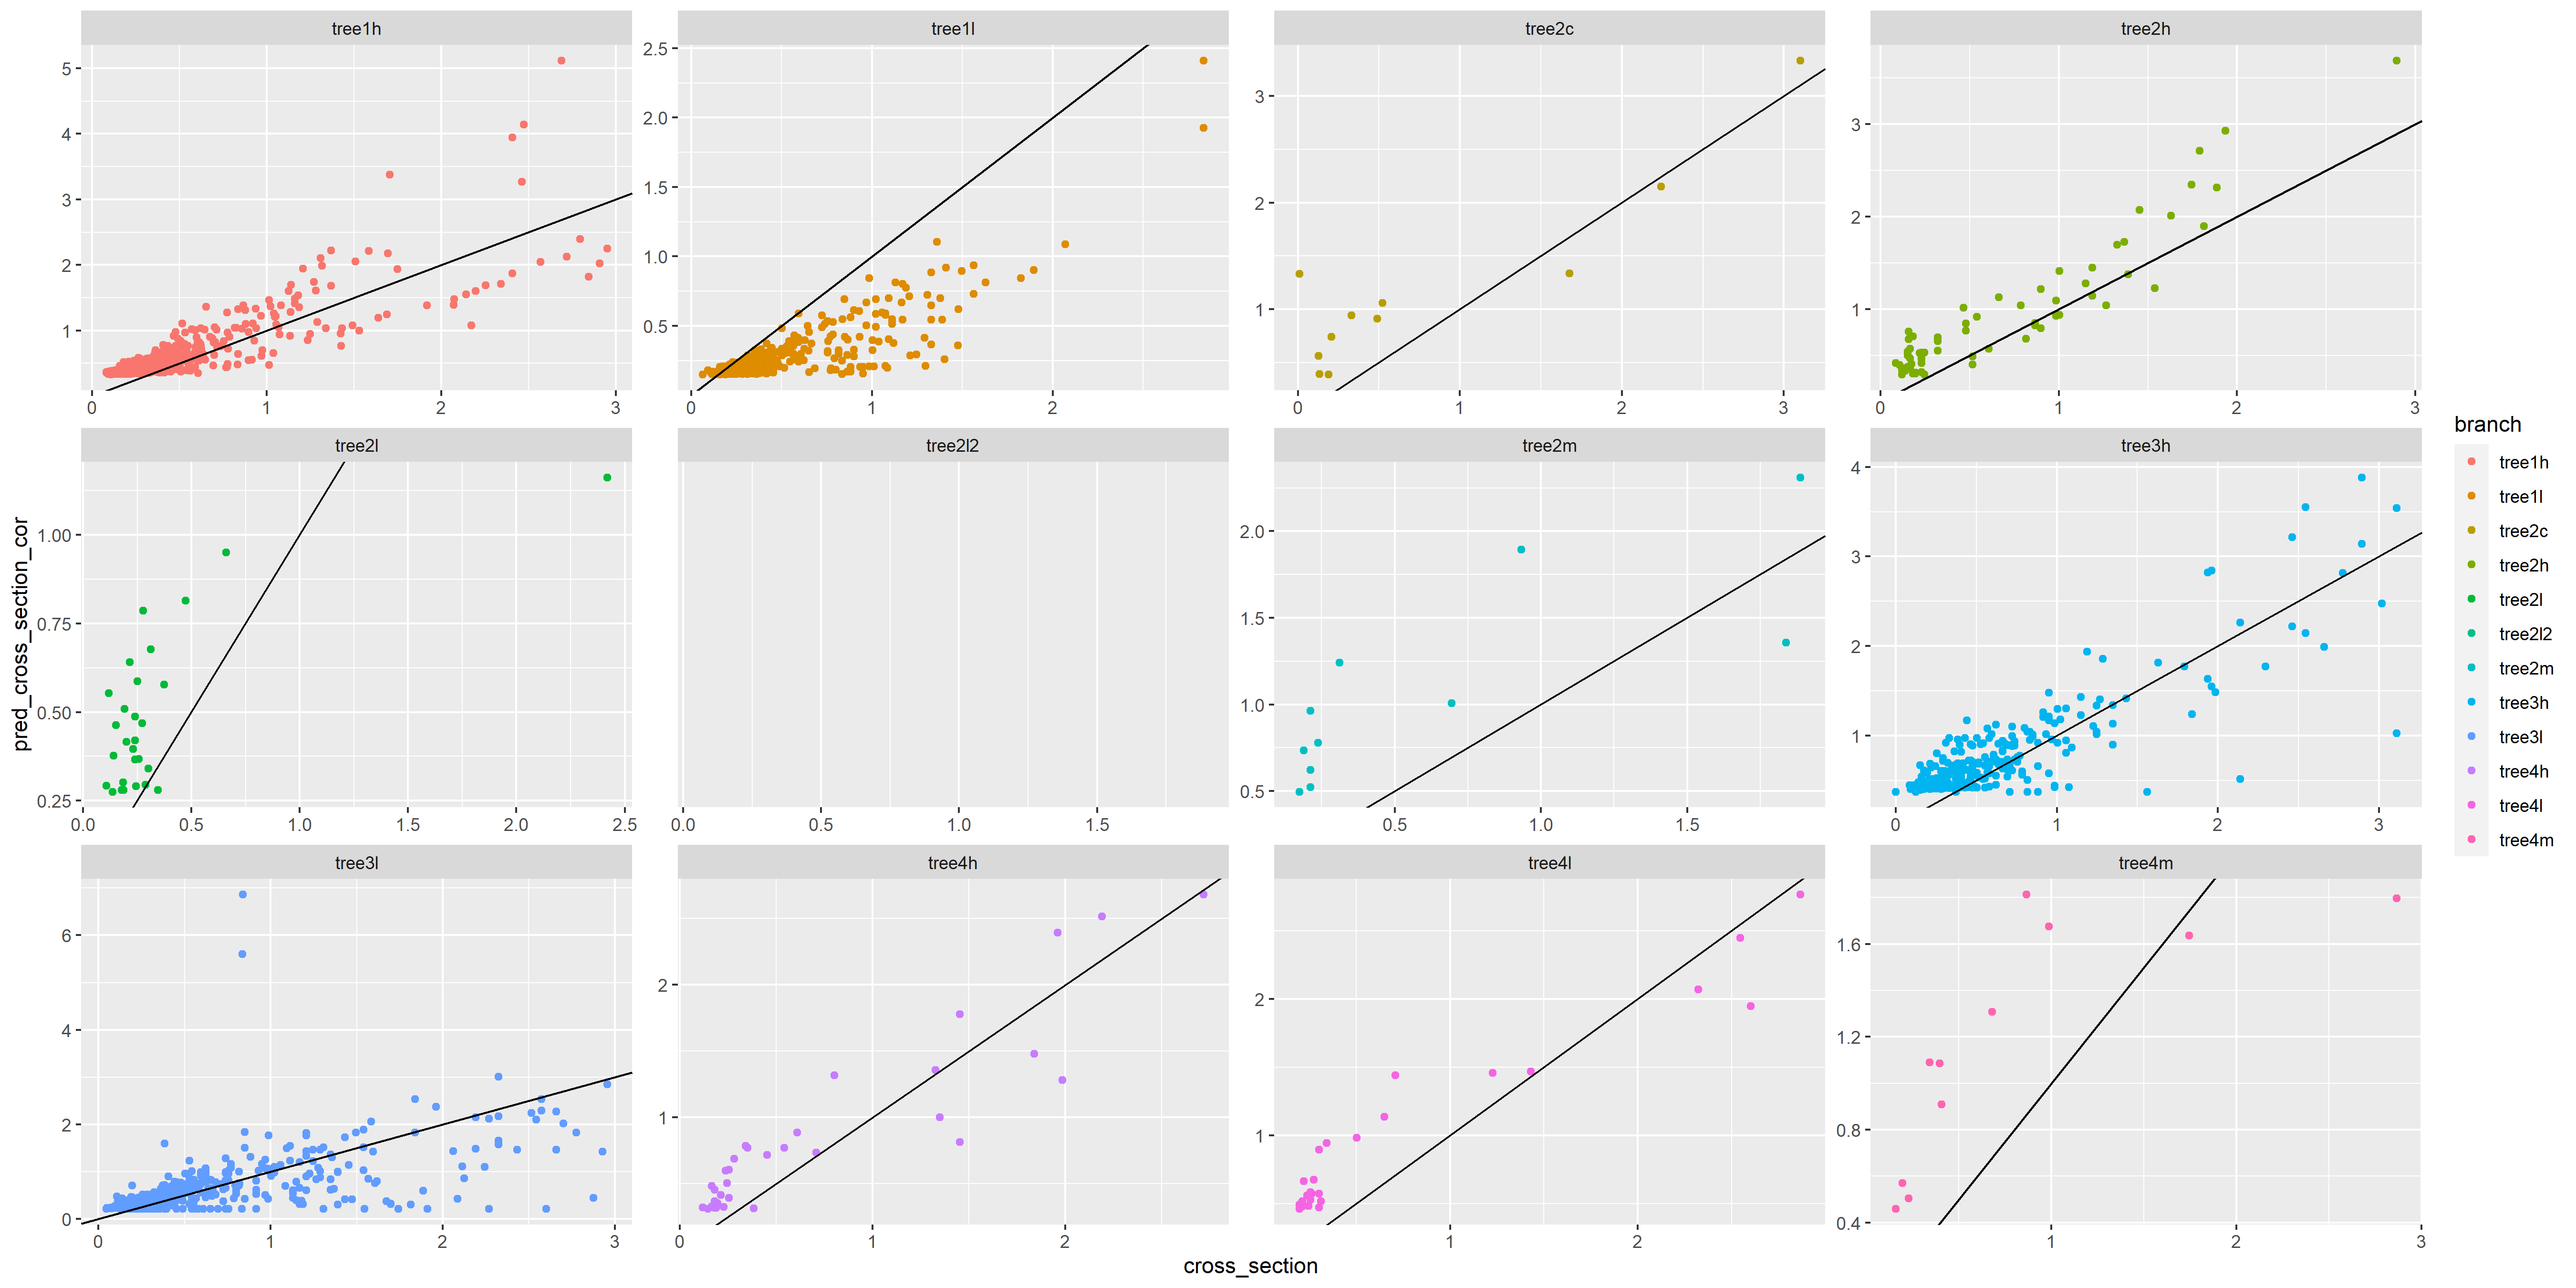 tree1h tree1l tree2c tree2h
5 4 3 2 1
2.5 2.0 1.5 1.0 0.5
3 2 1
3 2 1
0 1 2 3
0 1 2
0 1 2 3
0 1 2 3
tree2l tree2l2 tree2m tree3h
1.00 0.75 0.50 0.25
2.0 1.5 1.0 0.5
4 3 2 1
0.0 0.5 1.0 1.5 2.0 2.5
0.0 0.5 1.0 1.5
0.5 1.0 1.5
0 1 2 3
tree3l tree4h tree4l tree4m
6 4 2 0
2 1
2 1
1.6 1.2 0.8 0.4
0 1 2 3
0 1 2
1 2
1 2 3
pred_cross_section_cor
cross_section
branch
tree1h
tree1l
tree2c
tree2h
tree2l
tree2l2
tree2m
tree3h
tree3l
tree4h
tree4l
tree4m